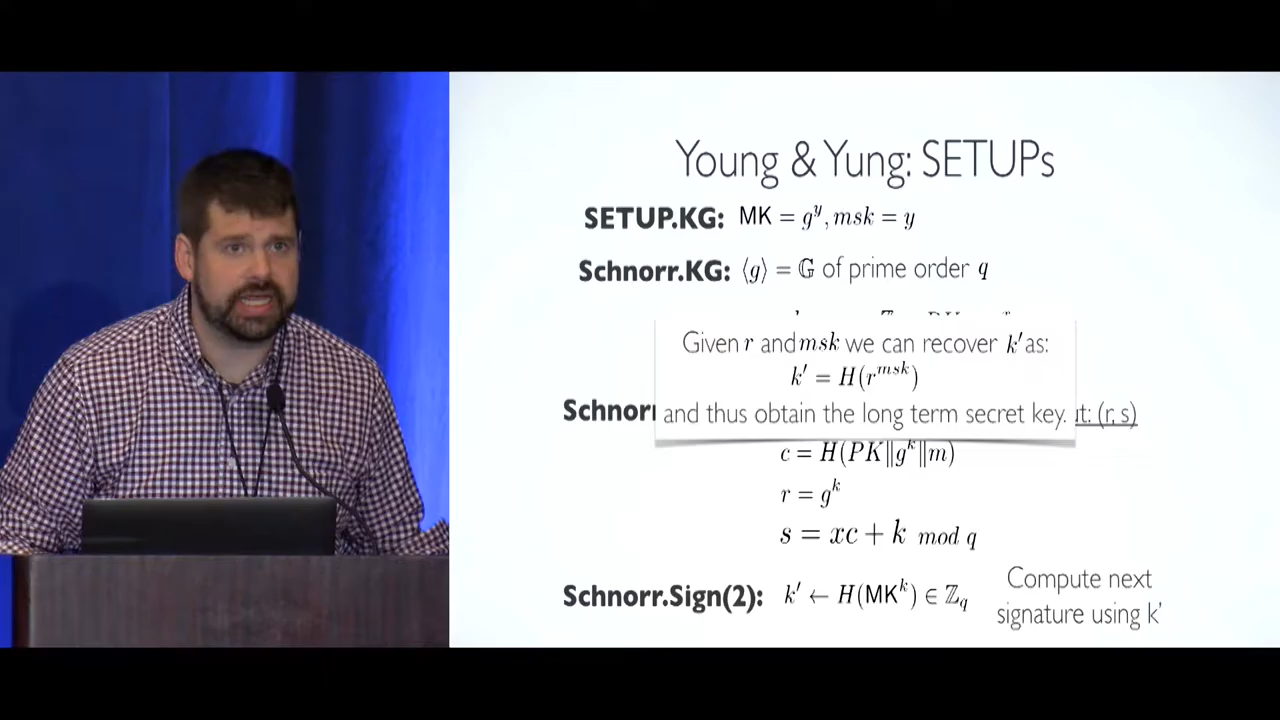 Young & Yung: SETUPs
SETUP.KG: MK = g^y, msk = y
Schnorr.KG: ⟨g⟩ = 𝔾 of prime order q
Given r and msk we can recover k' as:
k' = H(r^{msk})
Schnorr
and thus obtain the long term secret key. ut: (r, s)
c = H(PK‖g^k‖m)
r = g^k
s = xc + k mod q
Schnorr.Sign(2): k' ← H(MK^k) ∈ ℤ_q
Compute next
signature using k'